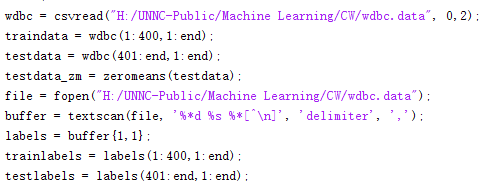 wdbc = csvread("H:/UNNC-Public/Machine Learning/CW/wdbc.data", 0,2);
traindata = wdbc(1:400,1:end);
testdata = wdbc(401:end,1:end);
testdata_zm = zeromeans(testdata);
file = fopen("H:/UNNC-Public/Machine Learning/CW/wdbc.data");
buffer = textscan(file, '%*d %s %*[^\n]', 'delimiter', ',');
labels = buffer{1,1};
trainlabels = labels(1:400,1:end);
testlabels = labels(401:end,1:end);